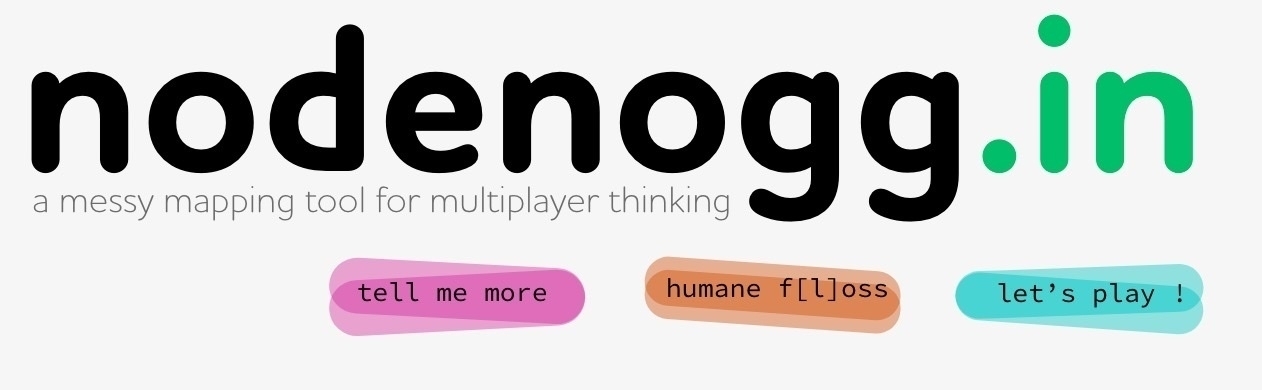 nodenogg.in
a messy mapping tool for multiplayer thinking
tell me more
humane f[l]oss
let’s play !